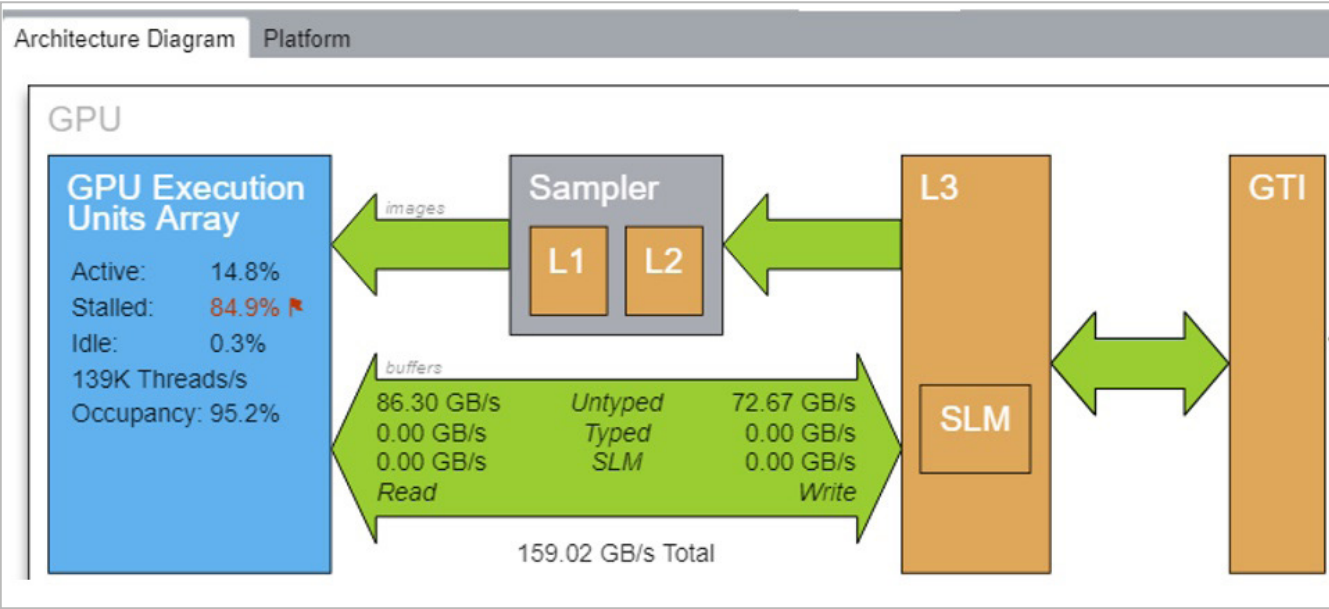 Architecture Diagram Platform
GPU
GPU Execution
Units Array
Active: 14.8%
Stalled: 84.9%
Idle: 0.3%
139K Threads/s
Occupancy: 95.2%
images
Sampler
L1 L2
buffers
86.30 GB/s Untyped 72.67 GB/s
0.00 GB/s Typed 0.00 GB/s
0.00 GB/s SLM 0.00 GB/s
Read Write
159.02 GB/s Total
L3
SLM
GTI